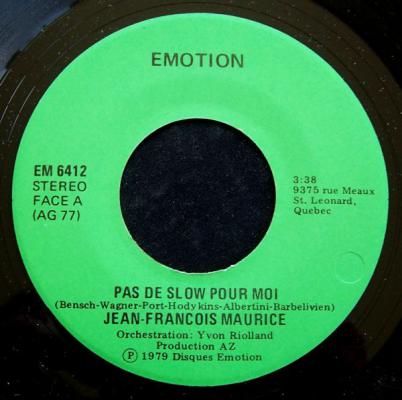 EMOTION
EM 6412
STEREO
FACE A
(AG 77)
3:38
9375 rue Meaux
St. Leonard,
Quebec
PAS DE SLOW POUR MOI
(Bensch-Wagner-Port-Hodykins-Albertini-Barbelivien)
JEAN-FRANCOIS MAURICE
Orchestration: Yvon Riolland
Production AZ
Ⓟ 1979 Disques Emotion